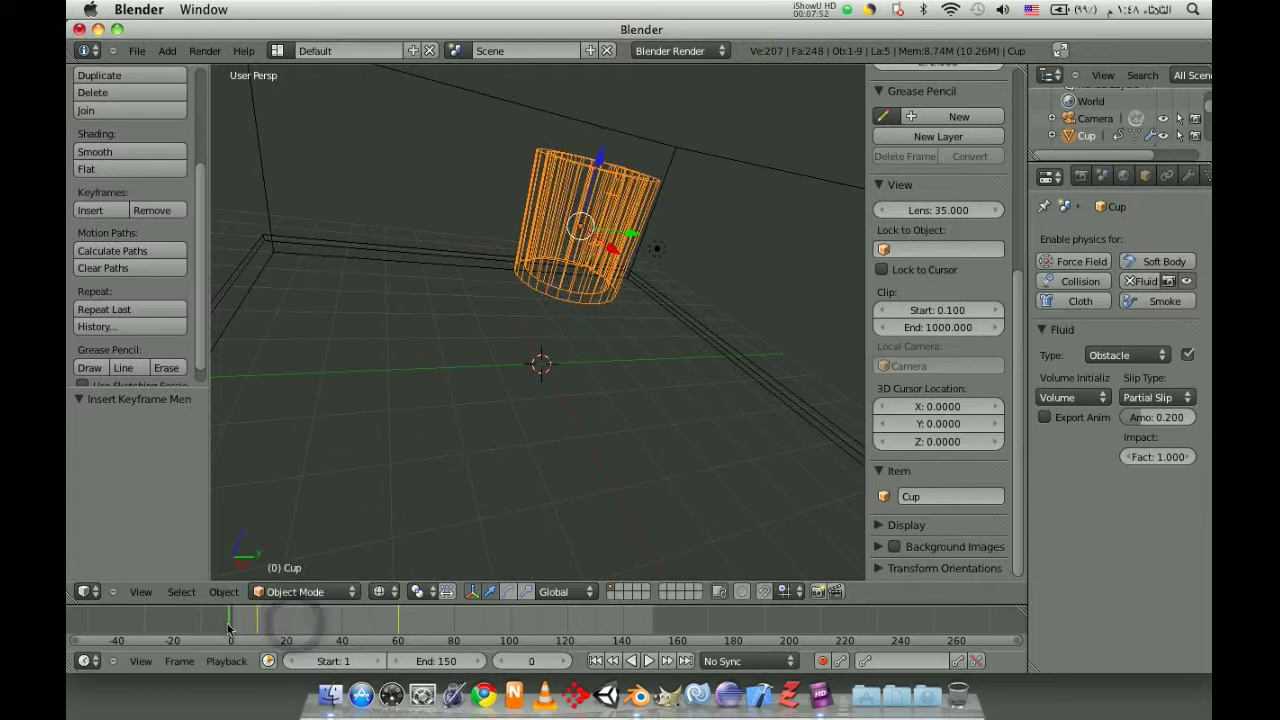 Blender Window
iShowU HD
00:07:52
(٩٩٪) الثلاثاء ١:٤٨ م
Blender
File Add Render Help Default Scene Blender Render Ve:207 | Fa:248 | Ob:1-9 | La:5 | Mem:8.74M (10.26M) | Cup
Duplicate
Delete
Join
Shading:
Smooth
Flat
Keyframes:
Insert Remove
Motion Paths:
Calculate Paths
Clear Paths
Repeat:
Repeat Last
History...
Grease Pencil:
Draw Line Erase
Insert Keyframe Men
User Persp
y
(0) Cup
Grease Pencil
New
New Layer
Delete Frame Convert
View
Lens: 35.000
Lock to Object:
Lock to Cursor
Clip:
Start: 0.100
End: 1000.000
Local Camera:
Camera
3D Cursor Location:
X: 0.0000
Y: 0.0000
Z: 0.0000
Item
Cup
Display
Background Images
Transform Orientations
View Search All Scen
World
Camera
Cup
Cup
Enable physics for:
Force Field Soft Body
Collision Fluid
Cloth Smoke
Fluid
Type: Obstacle
Volume Initializ Slip Type:
Volume Partial Slip
Export Anim Amo: 0.200
Impact:
Fact: 1.000
View Select Object Object Mode Global
-40 -20 0 20 40 60 80 100 120 140 160 180 200 220 240 260
View Frame Playback Start: 1 End: 150 0 No Sync
HD